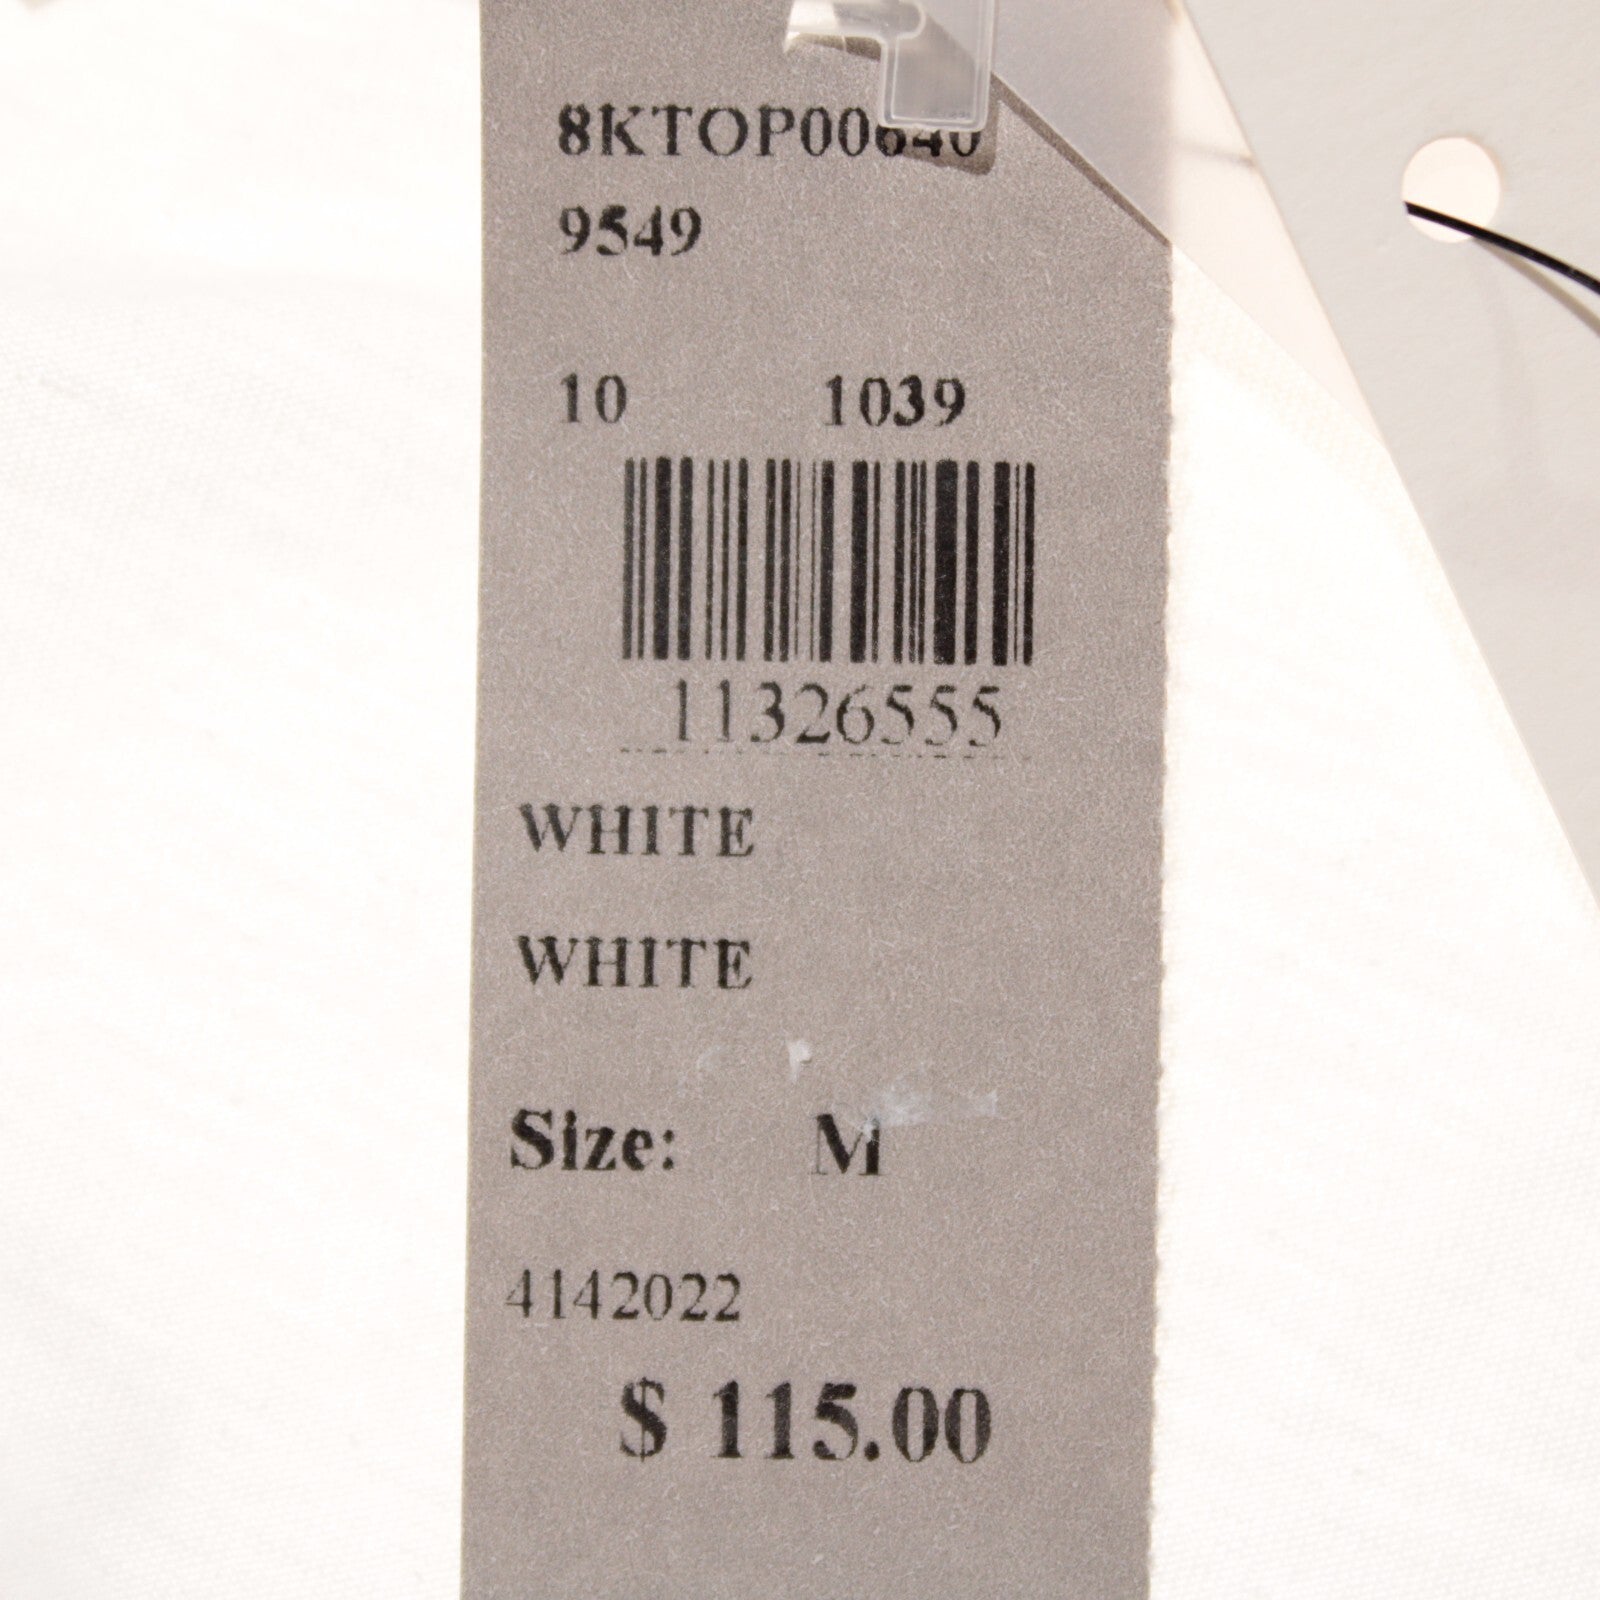 8KTOP00640
9549
10 1039
11326555
WHITE
WHITE
Size: M
4142022
$ 115.00